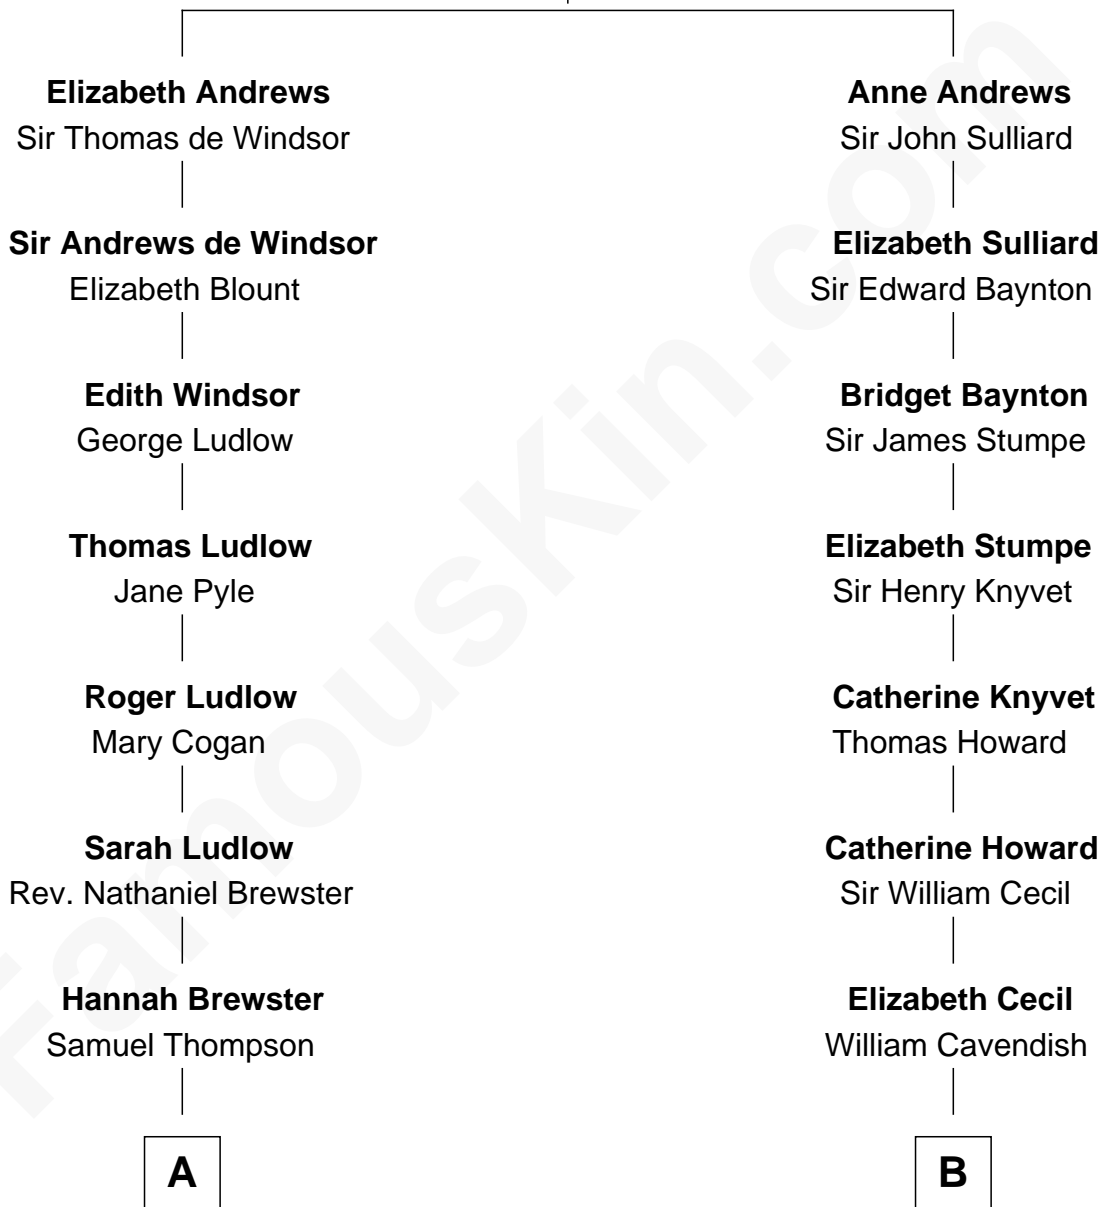 Elizabeth Andrews
Sir Thomas de Windsor
Sir Andrews de Windsor
Elizabeth Blount
Edith Windsor
George Ludlow
Thomas Ludlow
Jane Pyle
Roger Ludlow
Mary Cogan
Sarah Ludlow
Rev. Nathaniel Brewster
Hannah Brewster
Samuel Thompson
A
Anne Andrews
Sir John Sulliard
Elizabeth Sulliard
Sir Edward Baynton
Bridget Baynton
Sir James Stumpe
Elizabeth Stumpe
Sir Henry Knyvet
Catherine Knyvet
Thomas Howard
Catherine Howard
Sir William Cecil
Elizabeth Cecil
William Cavendish
B
FamousKin.com